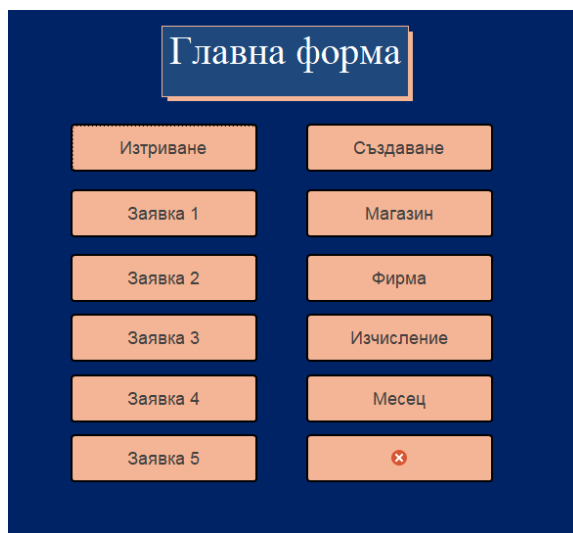 Главна форма
Изтриване
Създаване
Заявка 1
Магазин
Заявка 2
Фирма
Заявка 3
Изчисление
Заявка 4
Месец
Заявка 5